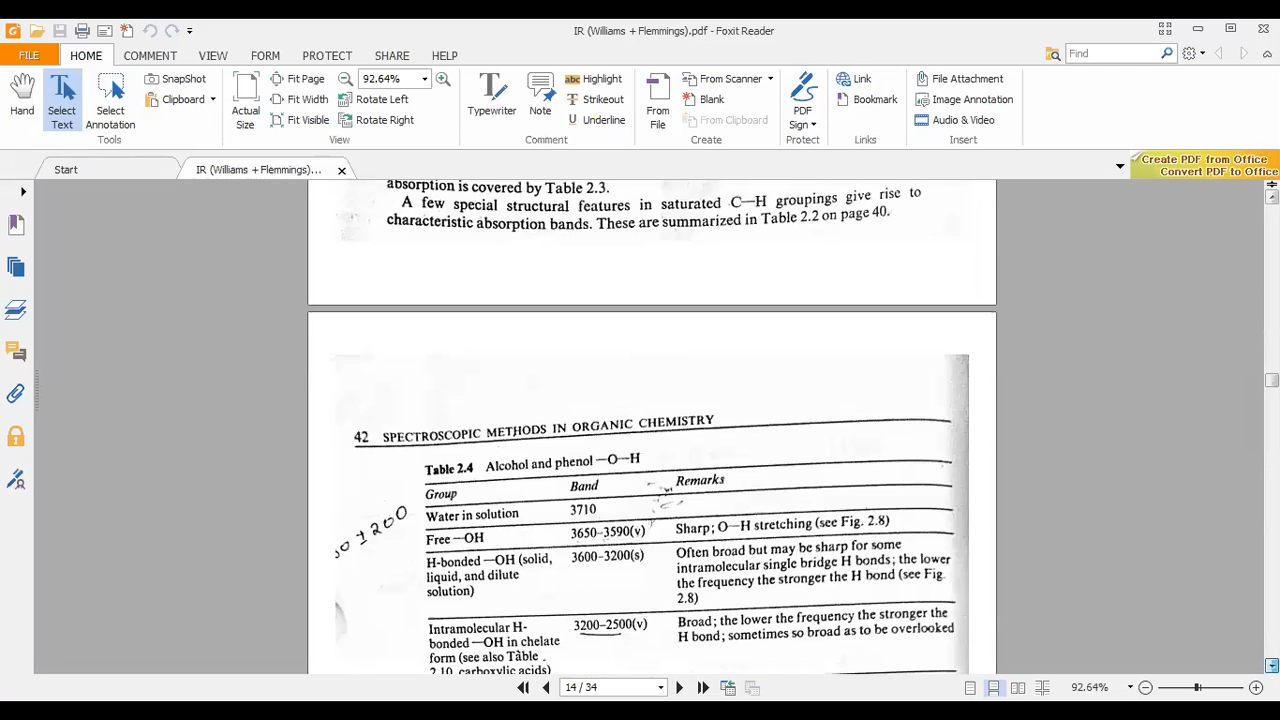 IR (Williams + Flemmings).pdf - Foxit Reader
FILE HOME COMMENT VIEW FORM PROTECT SHARE HELP
Find
Hand
Select Text
Select Annotation
SnapShot
Clipboard
Tools
Actual Size
Fit Page
Fit Width
Fit Visible
92.64%
Rotate Left
Rotate Right
View
Typewriter
Note
Highlight
Strikeout
Underline
Comment
From File
From Scanner
Blank
From Clipboard
Create
PDF Sign
Protect
Link
Bookmark
Links
File Attachment
Image Annotation
Audio & Video
Insert
Start
IR (Williams + Flemmings)...
Create PDF from Office
Convert PDF to Office
absorption is covered by Table 2.3.
A few special structural features in saturated C—H groupings give rise to
characteristic absorption bands. These are summarized in Table 2.2 on page 40.
42 SPECTROSCOPIC METHODS IN ORGANIC CHEMISTRY
Table 2.4 Alcohol and phenol —O—H
Group Band Remarks
Water in solution 3710
Free —OH 3650–3590(v) Sharp; O—H stretching (see Fig. 2.8)
H-bonded —OH (solid, 3600–3200(s) Often broad but may be sharp for some
liquid, and dilute intramolecular single bridge H bonds; the lower
solution) the frequency the stronger the H bond (see Fig.
2.8)
Intramolecular H- 3200–2500(v) Broad; the lower the frequency the stronger the
bonded —OH in chelate H bond; sometimes so broad as to be overlooked
form (see also Table
2.10, carboxylic acids)
14 / 34
92.64%